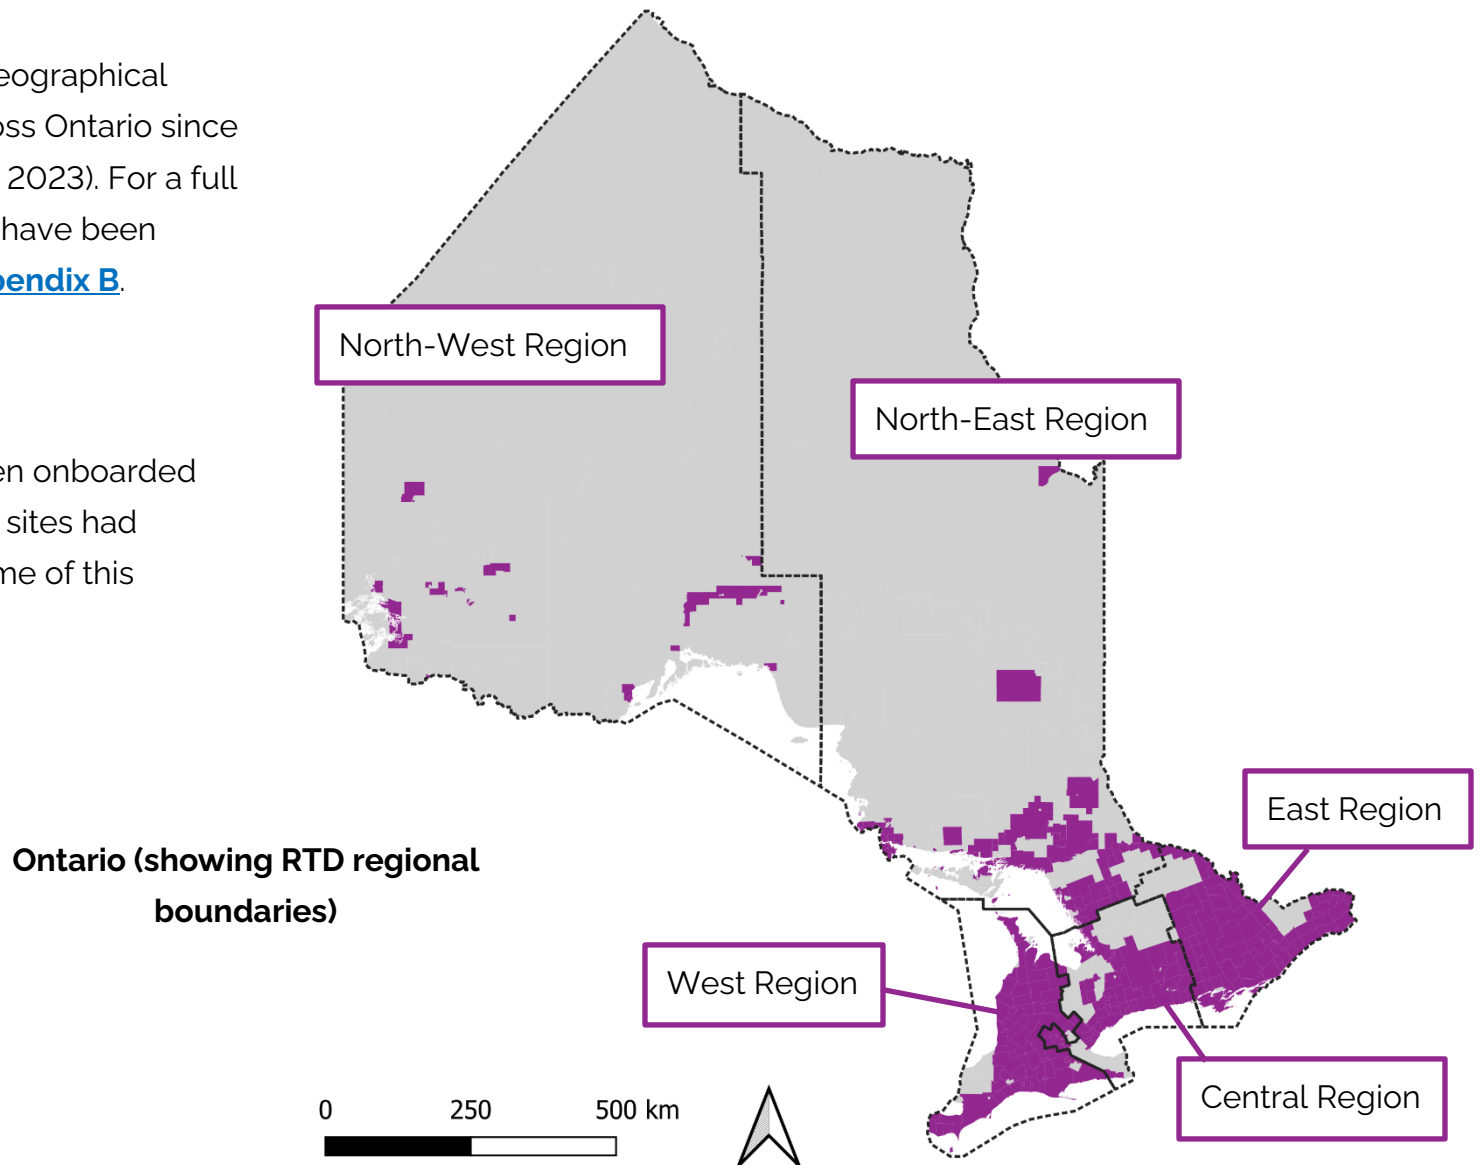 eographical
oss Ontario since
2023). For a full
have been
pendix B.
en onboarded
sites had
me of this
North-West Region
North-East Region
East Region
West Region
Central Region
Ontario (showing RTD regional
boundaries)
0 250 500 km